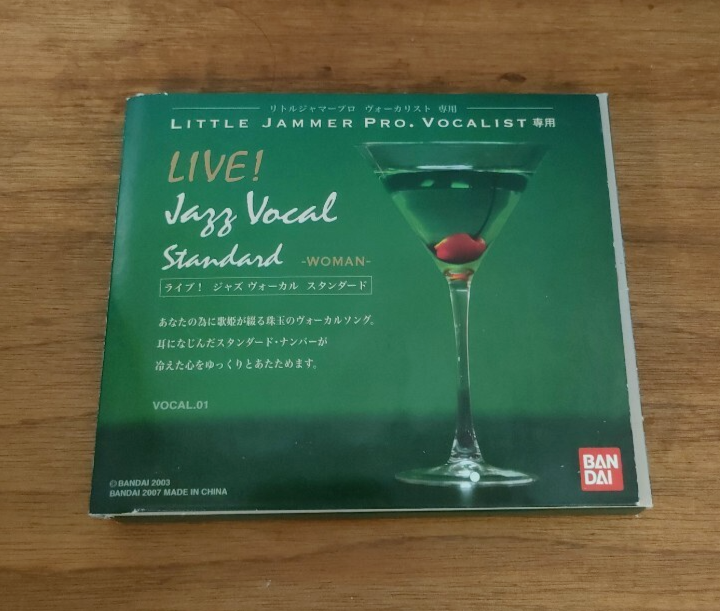 リトルジャマープロ ヴォーカリスト 専用
LITTLE JAMMER PRO. VOCALIST 専用
LIVE!
Jazz Vocal
Standard -WOMAN-
ライブ! ジャズ ヴォーカル スタンダード
あなたの為に歌姫が綴る珠玉のヴォーカルソング。
耳になじんだスタンダード・ナンバーが
冷えた心をゆっくりとあたためます。
VOCAL.01
©BANDAI 2003
BANDAI 2007 MADE IN CHINA
BAN
DAI